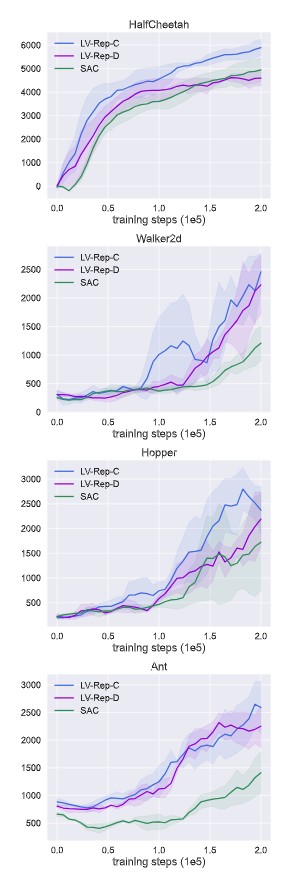 HalfCheetah
LV-Rep-C
LV-Rep-D
SAC
6000
5000
4000
3000
2000
1000
0
0.0 0.5 1.0 1.5 2.0
training steps (1e5)
Walker2d
LV-Rep-C
LV-Rep-D
SAC
2500
2000
1500
1000
500
0
0.0 0.5 1.0 1.5 2.0
training steps (1e5)
Hopper
LV-Rep-C
LV-Rep-D
SAC
3000
2500
2000
1500
1000
500
0.0 0.5 1.0 1.5 2.0
training steps (1e5)
Ant
LV-Rep-C
LV-Rep-D
SAC
3000
2500
2000
1500
1000
500
0.0 0.5 1.0 1.5 2.0
training steps (1e5)